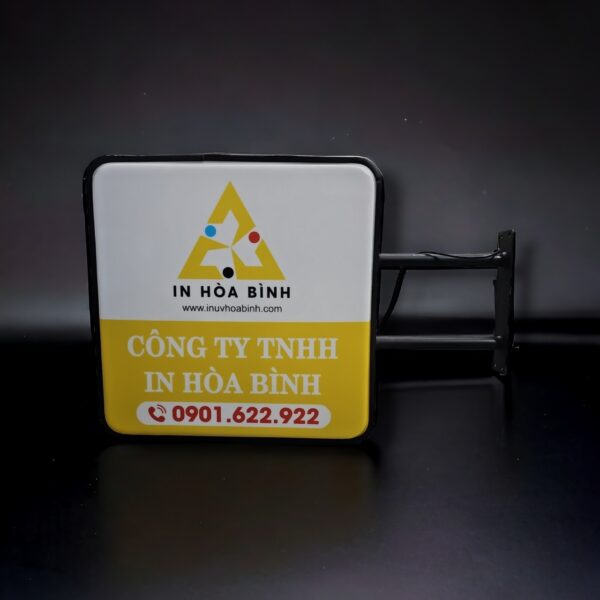 IN HÒA BÌNH
www.inuvhoabinh.com
CÔNG TY TNHH
IN HÒA BÌNH
0901.622.922